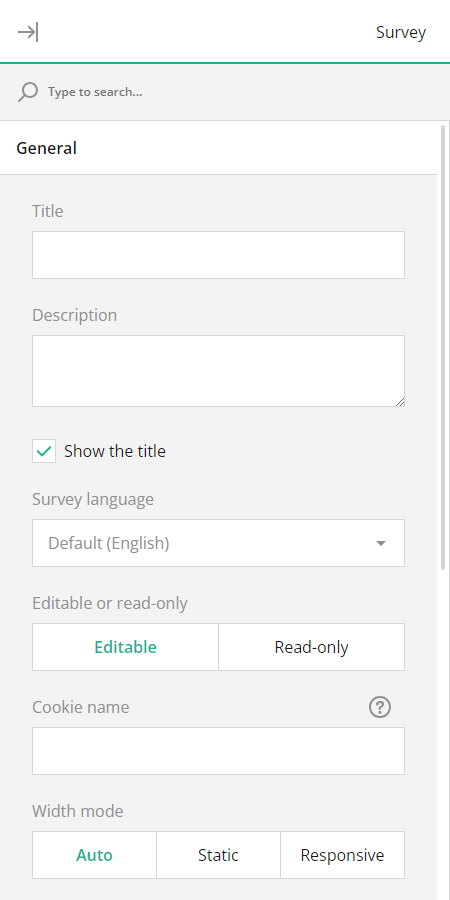 Survey
Type to search...
General
Title
Description
Show the title
Survey language
Default (English)
Editable or read-only
Editable Read-only
Cookie name ?
Width mode
Auto Static Responsive